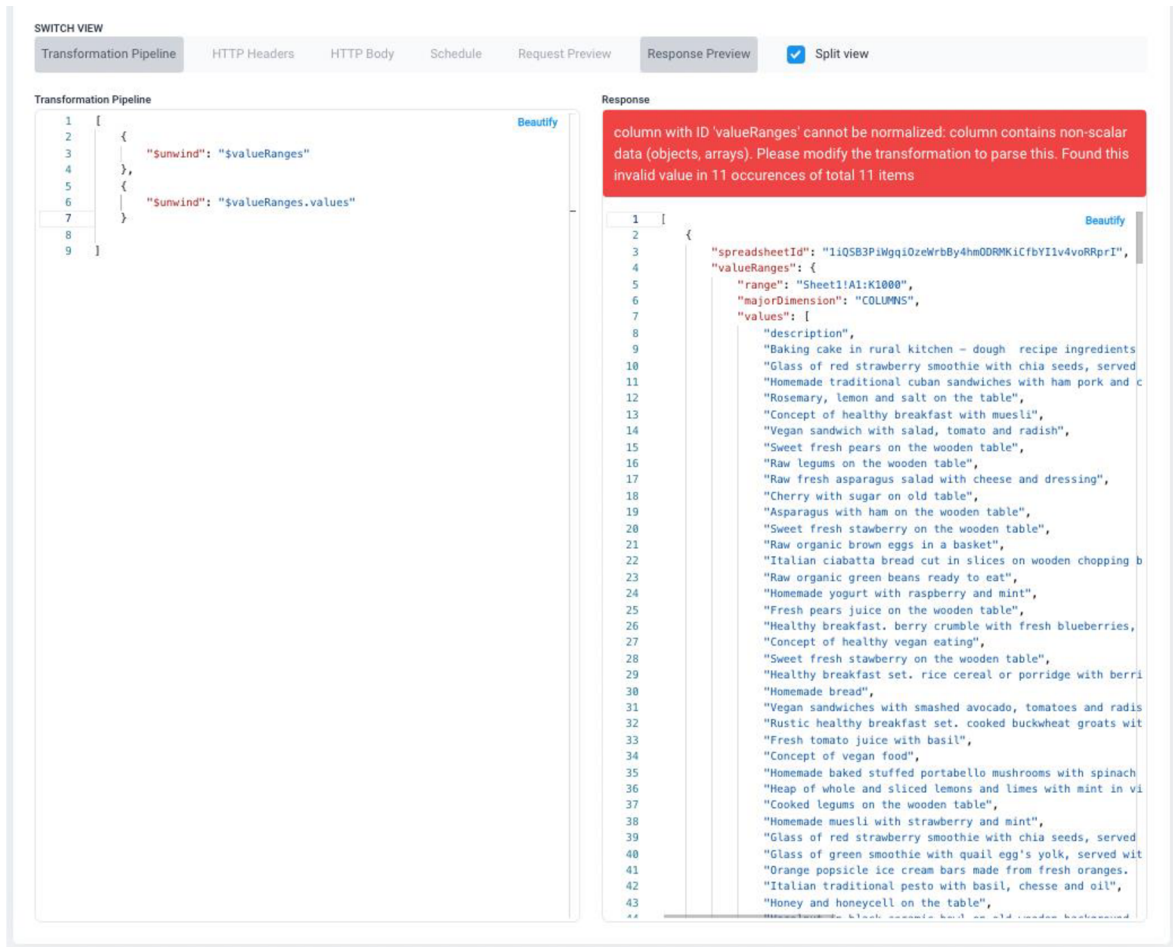 SWITCH VIEW
Transformation Pipeline HTTP Headers HTTP Body Schedule Request Preview Response Preview Split view
Transformation Pipeline
Beautify
1 [
2 {
3 "$unwind": "$valueRanges"
4 },
5 {
6 "$unwind": "$valueRanges.values"
7 }
8
9 ]
Response
column with ID 'valueRanges' cannot be normalized: column contains non-scalar
data (objects, arrays). Please modify the transformation to parse this. Found this
invalid value in 11 occurences of total 11 items
Beautify
1 [
2 {
3 "spreadsheetId": "1iQSB3PiWgqiOzeWrbBy4hmODRMKiCfbYI1v4voRRprI",
4 "valueRanges": {
5 "range": "Sheet1!A1:K1000",
6 "majorDimension": "COLUMNS",
7 "values": [
8 "description",
9 "Baking cake in rural kitchen – dough recipe ingredients
10 "Glass of red strawberry smoothie with chia seeds, served
11 "Homemade traditional cuban sandwiches with ham pork and c
12 "Rosemary, lemon and salt on the table",
13 "Concept of healthy breakfast with muesli",
14 "Vegan sandwich with salad, tomato and radish",
15 "Sweet fresh pears on the wooden table",
16 "Raw legums on the wooden table",
17 "Raw fresh asparagus salad with cheese and dressing",
18 "Cherry with sugar on old table",
19 "Asparagus with ham on the wooden table",
20 "Sweet fresh stawberry on the wooden table",
21 "Raw organic brown eggs in a basket",
22 "Italian ciabatta bread cut in slices on wooden chopping b
23 "Raw organic green beans ready to eat",
24 "Homemade yogurt with raspberry and mint",
25 "Fresh pears juice on the wooden table",
26 "Healthy breakfast. berry crumble with fresh blueberries,
27 "Concept of healthy vegan eating",
28 "Sweet fresh stawberry on the wooden table",
29 "Healthy breakfast set. rice cereal or porridge with berri
30 "Homemade bread",
31 "Vegan sandwiches with smashed avocado, tomatoes and radis
32 "Rustic healthy breakfast set. cooked buckwheat groats wit
33 "Fresh tomato juice with basil",
34 "Concept of vegan food",
35 "Homemade baked stuffed portabello mushrooms with spinach
36 "Heap of whole and sliced lemons and limes with mint in vi
37 "Cooked legums on the wooden table",
38 "Homemade muesli with strawberry and mint",
39 "Glass of red strawberry smoothie with chia seeds, served
40 "Glass of green smoothie with quail egg's yolk, served wit
41 "Orange popsicle ice cream bars made from fresh oranges.
42 "Italian traditional pesto with basil, chesse and oil",
43 "Honey and honeycell on the table",